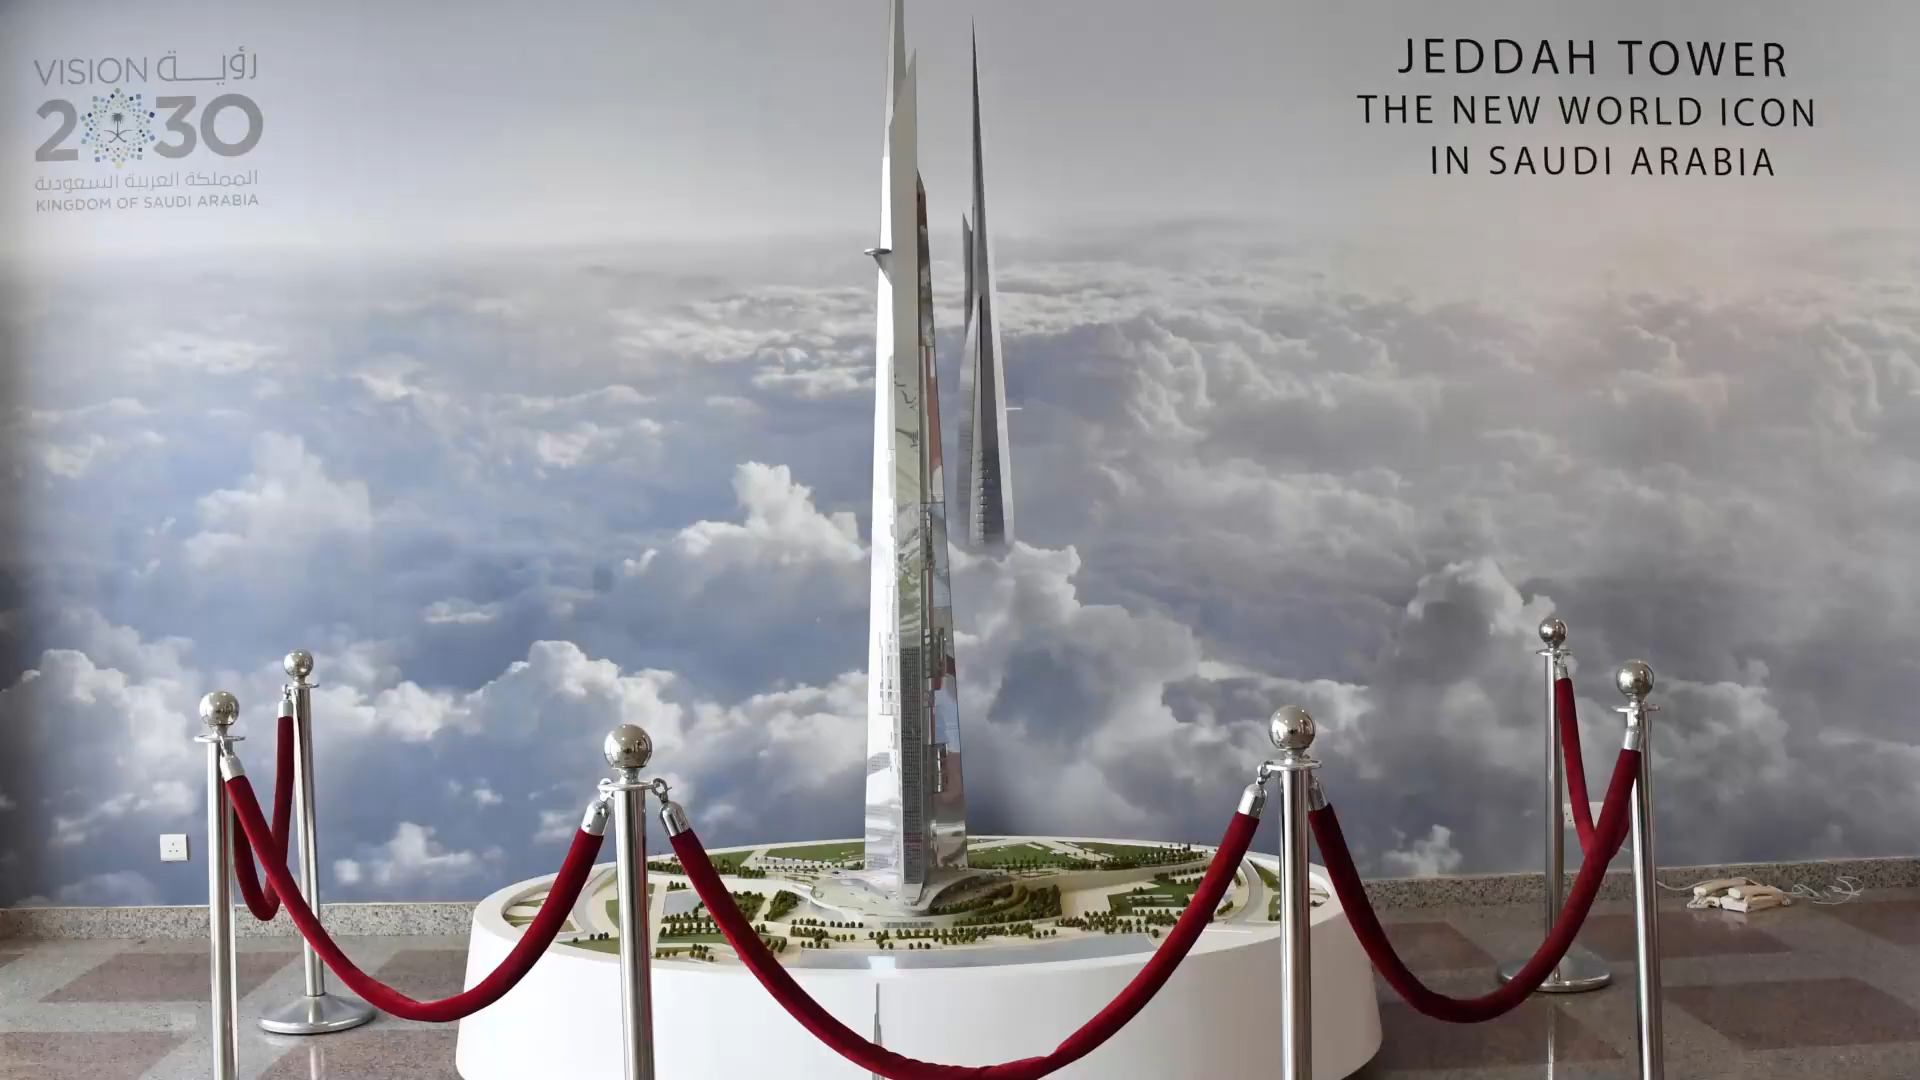 VISION رؤيـــة
2030
المملكة العربية السعودية
KINGDOM OF SAUDI ARABIA
JEDDAH TOWER
THE NEW WORLD ICON
IN SAUDI ARABIA